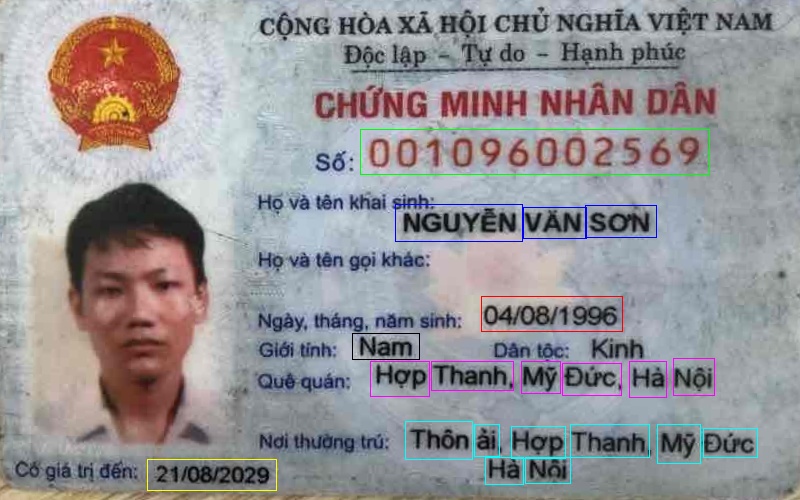 CỘNG HÒA XÃ HỘI CHỦ NGHĨA VIỆT NAM
Độc lập - Tự do - Hạnh phúc
CHỨNG MINH NHÂN DÂN
Số: 001096002569
Họ và tên khai sinh:
NGUYỄN VĂN SƠN
Họ và tên gọi khác:
Ngày, tháng, năm sinh: 04/08/1996
Giới tính: Nam Dân tộc: Kinh
Quê quán: Hợp Thanh, Mỹ Đức, Hà Nội
Nơi thường trú: Thôn ải, Hợp Thanh, Mỹ Đức
Hà Nội
Có giá trị đến: 21/08/2029